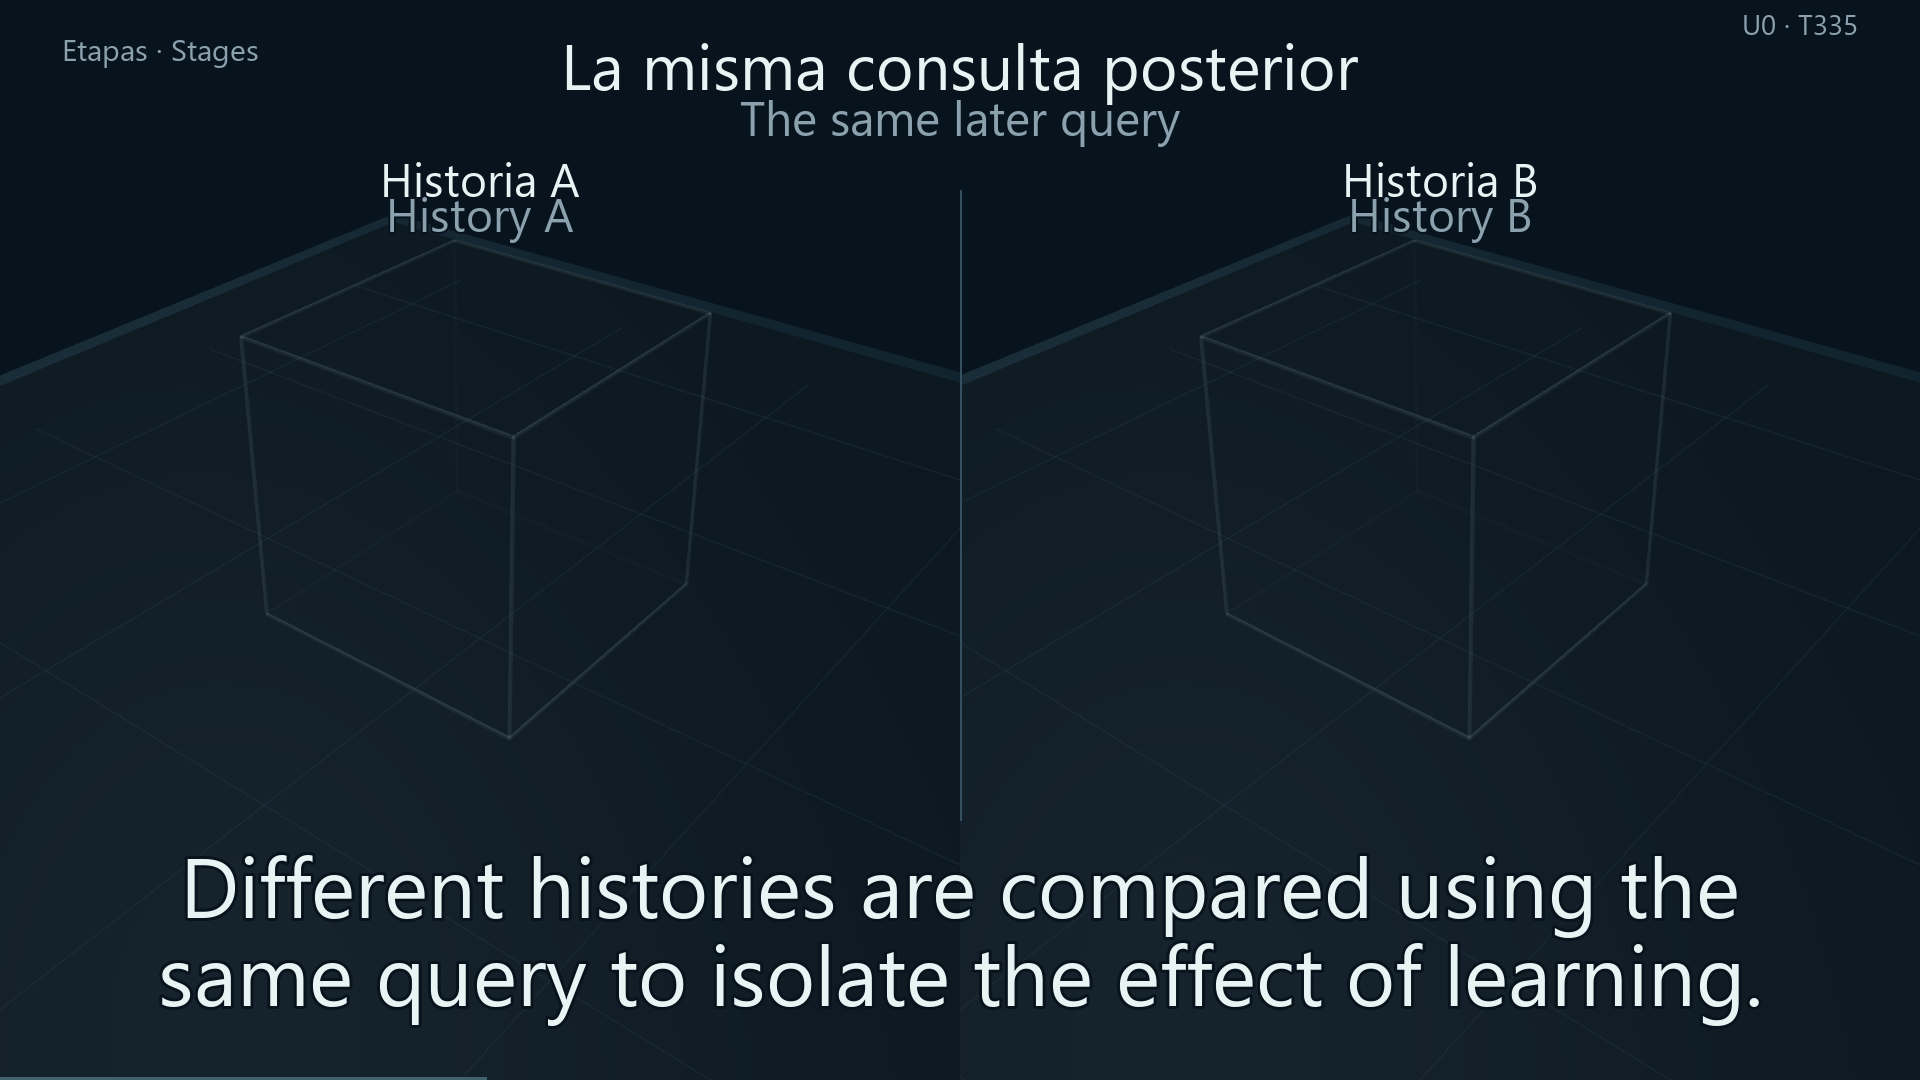 Etapas · Stages
U0 · T335
La misma consulta posterior
The same later query
Historia A
History A
Historia B
History B
Different histories are compared using the
same query to isolate the effect of learning.